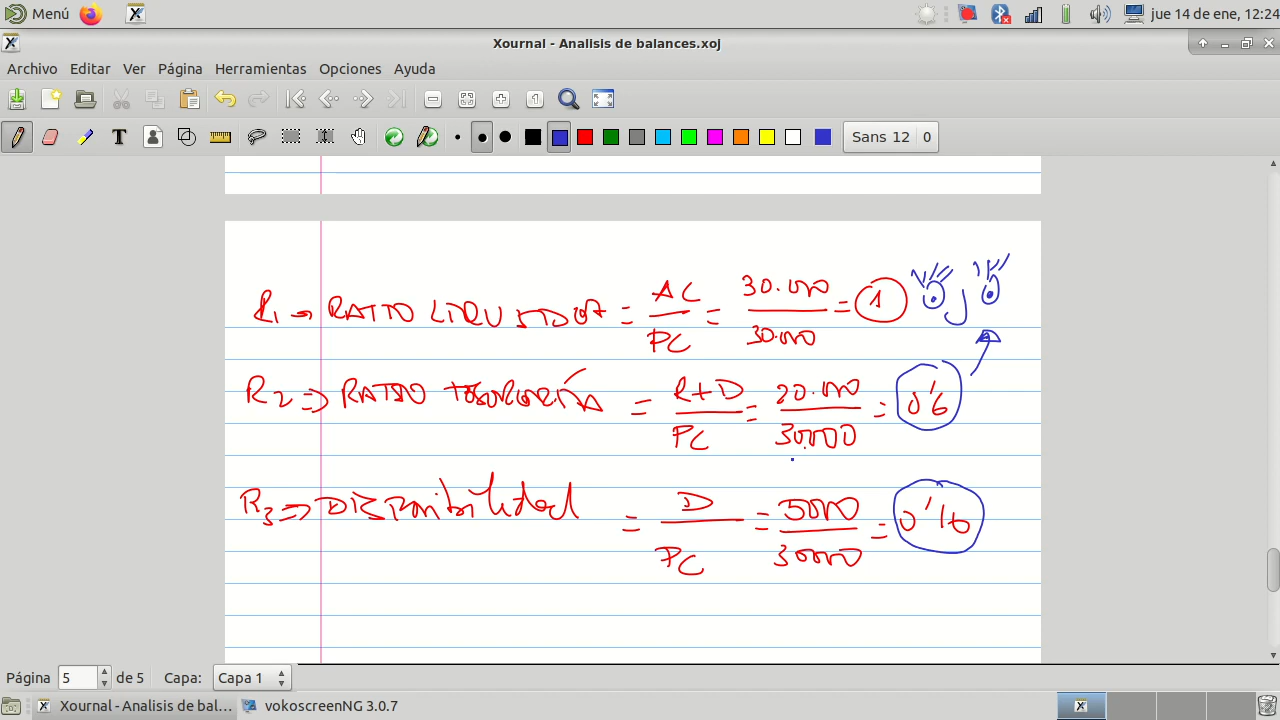 Menú jue 14 de ene, 12:24
Xournal - Analisis de balances.xoj
Archivo Editar Ver Página Herramientas Opciones Ayuda
Sans 12 0
R1 → RATIO LIQUIDEZ = AC / PC = 30.000 / 30.000 = 1 OjO
R2 => RATIO TESORERÍA = R+D / PC = 20.000 / 30.000 = 0'6
R3 => DISPonibilidad = D / PC = 5000 / 30000 = 0'16
Página 5 de 5 Capa: Capa 1
Xournal - Analisis de bal... vokoscreenNG 3.0.7